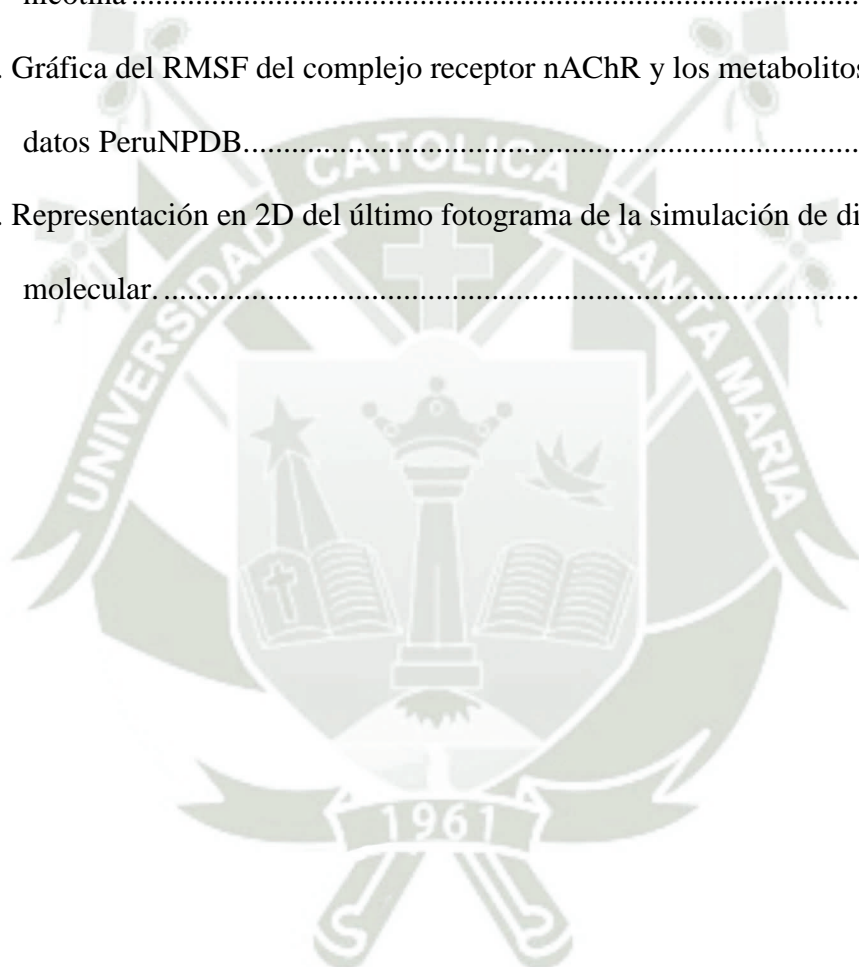 nicotina ................................................................
. Gráfica del RMSF del complejo receptor nAChR y los metabolitos
datos PeruNPDB................................................................
. Representación en 2D del último fotograma de la simulación de di
molecular. ................................................................
UNIVERSIDAD CATOLICA SANTA MARIA
1961